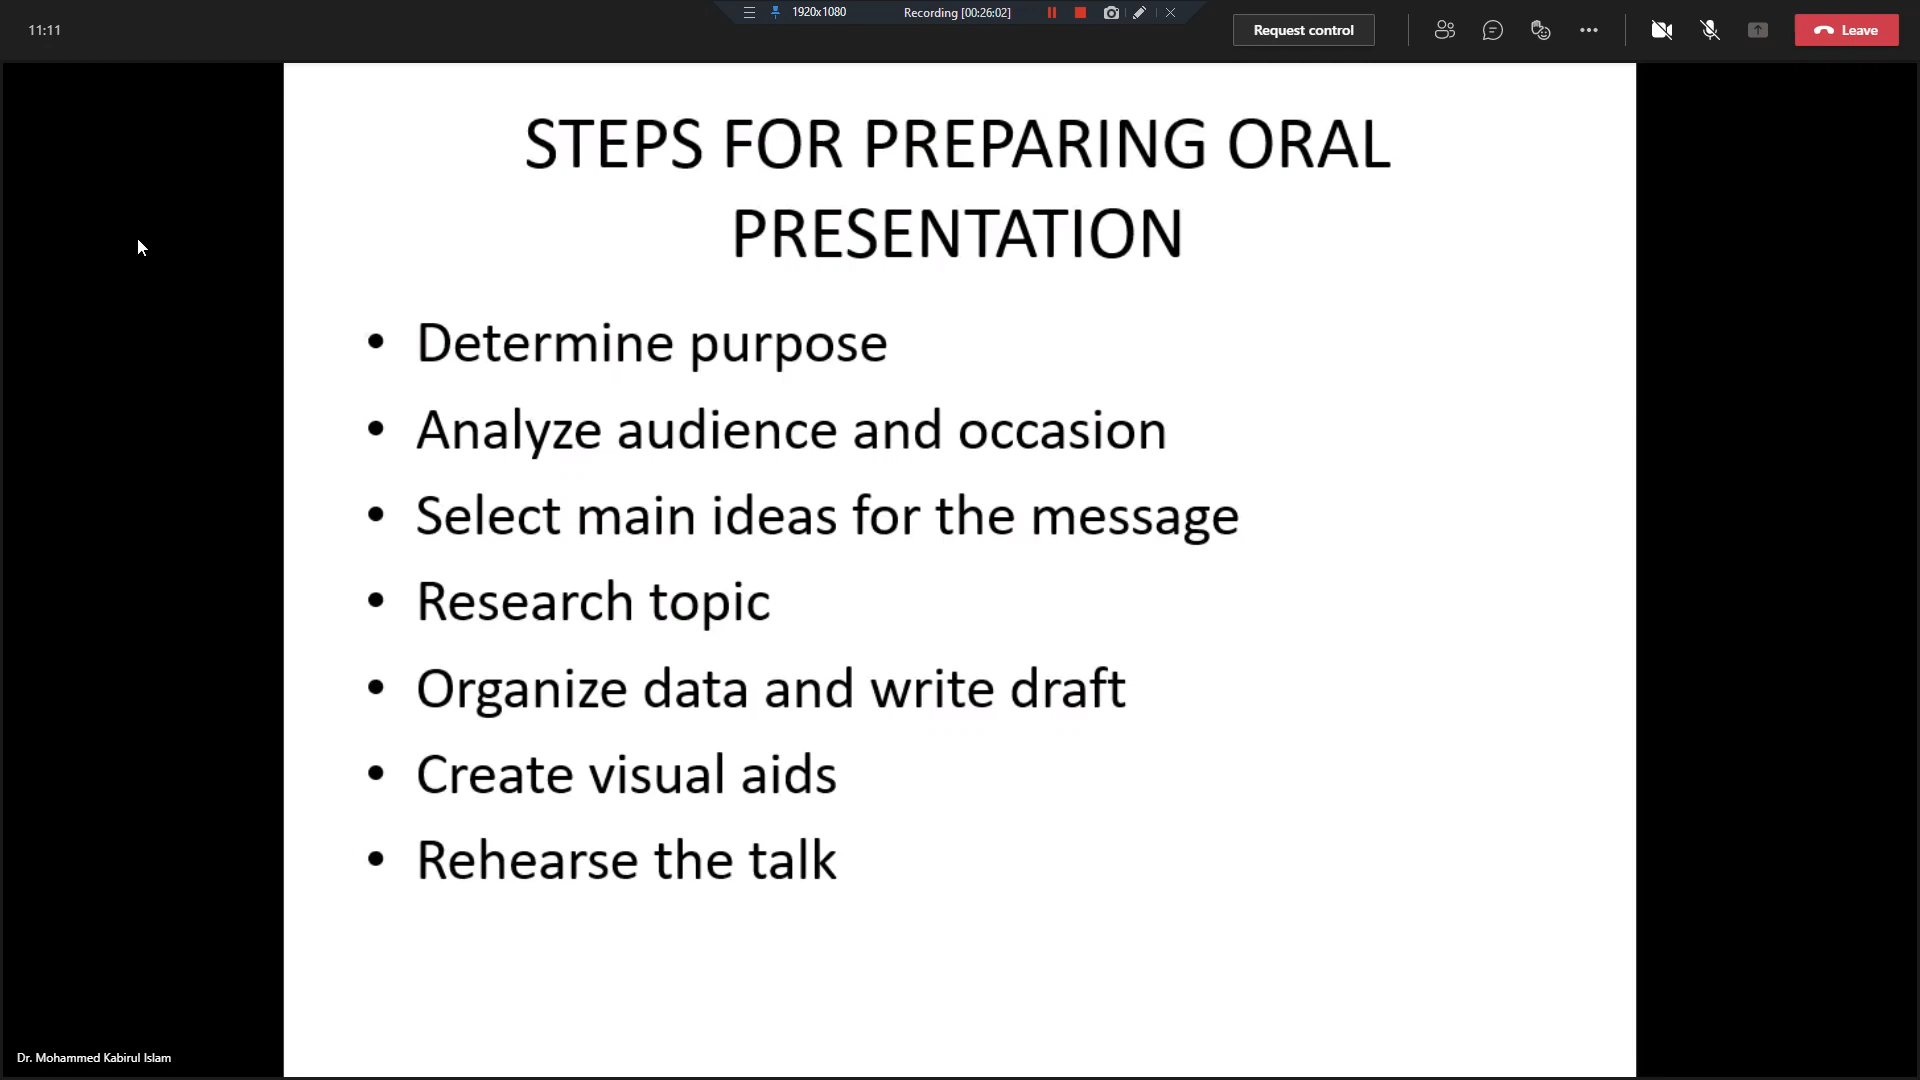 1920x1080
Recording [00:26:02]
11:11
Request control
Leave
STEPS FOR PREPARING ORAL
PRESENTATION
• Determine purpose
• Analyze audience and occasion
• Select main ideas for the message
• Research topic
• Organize data and write draft
• Create visual aids
• Rehearse the talk
Dr. Mohammed Kabirul Islam